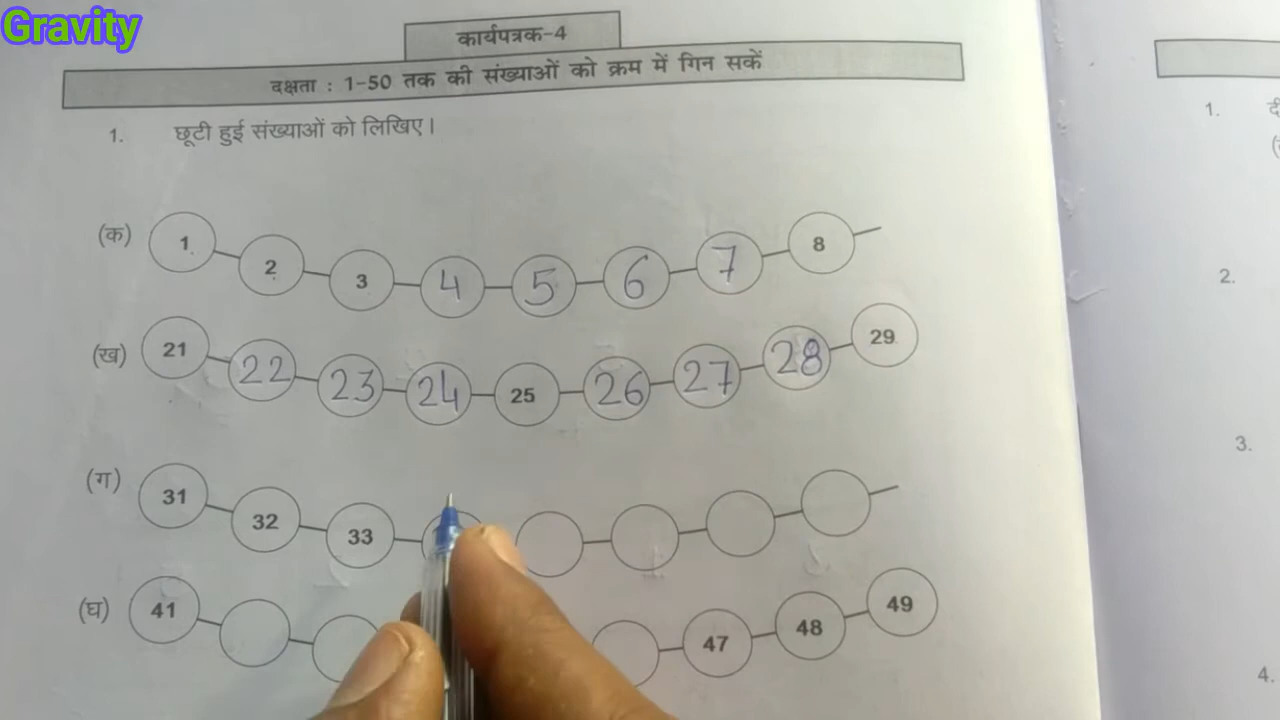 Gravity
कार्यपत्रक-4
दक्षता : 1-50 तक की संख्याओं को क्रम में गिन सकें
1. छूटी हुई संख्याओं को लिखिए।
(क) 1 2 3 4 5 6 7 8
(ख) 21 22 23 24 25 26 27 28 29
(ग) 31 32 33
(घ) 41 47 48 49
1.
2.
3.
4.